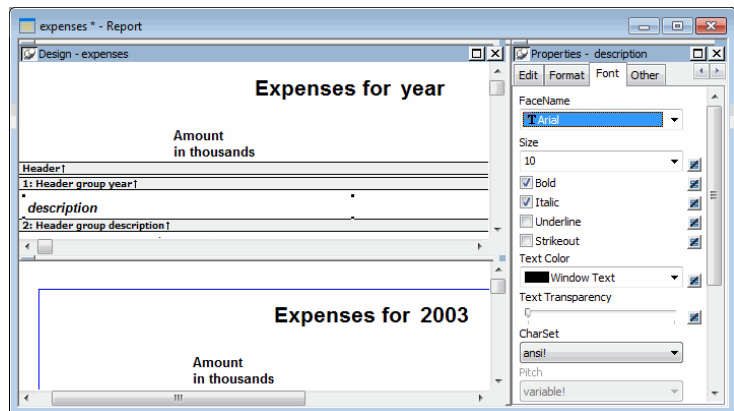 expenses * - Report
Design - expenses
Expenses for year
Amount
in thousands
Header↑
1: Header group year↑
description
2: Header group description↑
Expenses for 2003
Amount
in thousands
Properties - description
Edit Format Font Other
FaceName
Arial
Size
10
Bold
Italic
Underline
Strikeout
Text Color
Window Text
Text Transparency
CharSet
ansi!
Pitch
variable!